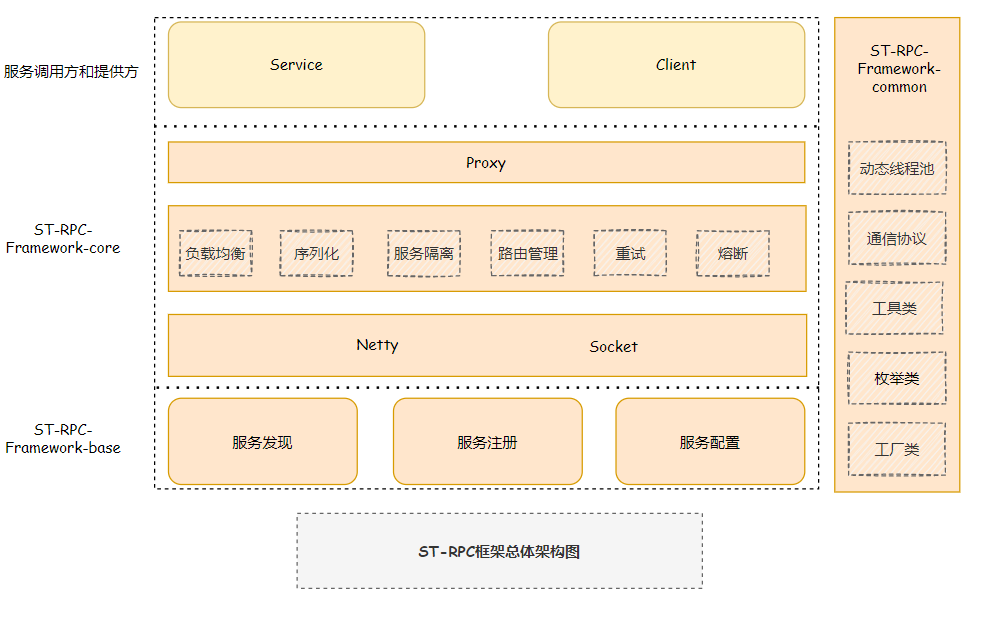 服务调用方和提供方
Service
Client
ST-RPC-
Framework-core
Proxy
负载均衡
序列化
服务隔离
路由管理
重试
熔断
Netty
Socket
ST-RPC-
Framework-base
服务发现
服务注册
服务配置
ST-RPC-
Framework-
common
动态线程池
通信协议
工具类
枚举类
工厂类
ST-RPC框架总体架构图